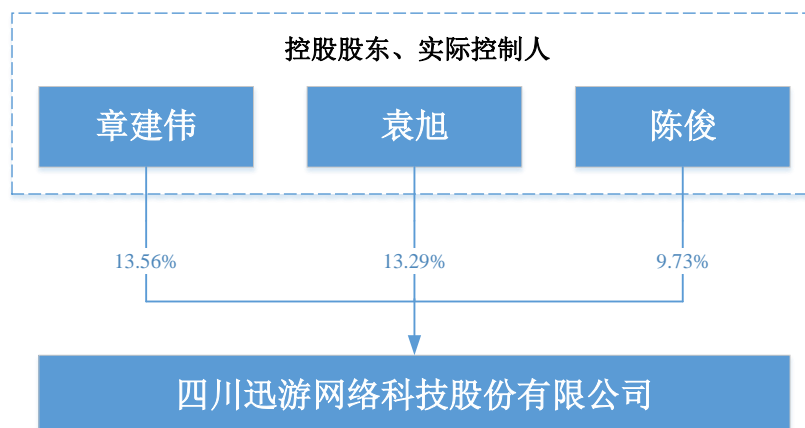 控股股东、实际控制人
章建伟
袁旭
陈俊
13.56%
13.29%
9.73%
四川迅游网络科技股份有限公司